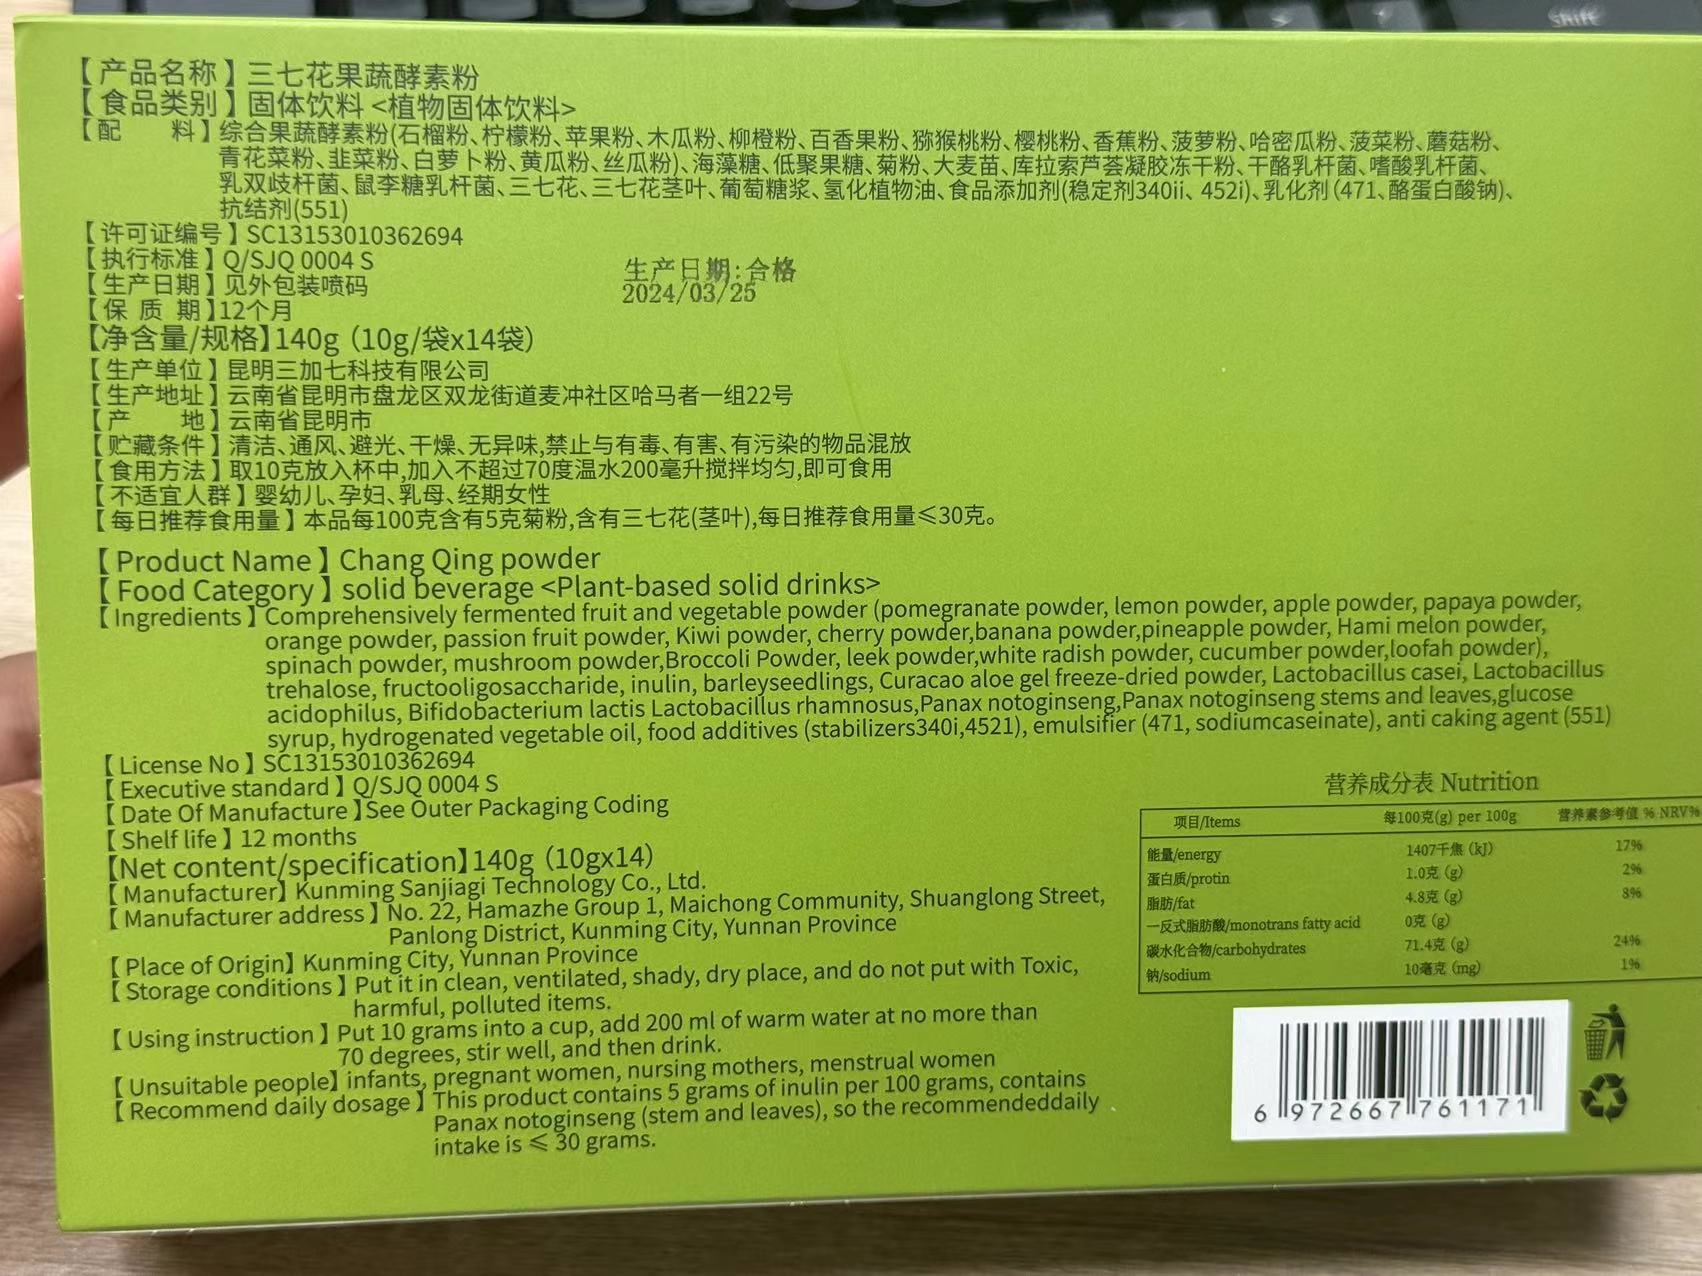 shift
【产品名称】三七花果蔬酵素粉
【食品类别】固体饮料<植物固体饮料>
【配 料】综合果蔬酵素粉(石榴粉、柠檬粉、苹果粉、木瓜粉、柳橙粉、百香果粉、猕猴桃粉、樱桃粉、香蕉粉、菠萝粉、哈密瓜粉、菠菜粉、蘑菇粉、
青花菜粉、韭菜粉、白萝卜粉、黄瓜粉、丝瓜粉)、海藻糖、低聚果糖、菊粉、大麦苗、库拉索芦荟凝胶冻干粉、干酪乳杆菌、嗜酸乳杆菌、
乳双歧杆菌、鼠李糖乳杆菌、三七花、三七花茎叶、葡萄糖浆、氢化植物油、食品添加剂(稳定剂340ii、452i)、乳化剂(471、酪蛋白酸钠)、
抗结剂(551)
【许可证编号】SC13153010362694
【执行标准】Q/SJQ 0004 S
【生产日期】见外包装喷码
生产日期:合格
2024/03/25
【保 质 期】12个月
【净含量/规格】140g（10g/袋x14袋）
【生产单位】昆明三加七科技有限公司
【生产地址】云南省昆明市盘龙区双龙街道麦冲社区哈马者一组22号
【产 地】云南省昆明市
【贮藏条件】清洁、通风、避光、干燥、无异味,禁止与有毒、有害、有污染的物品混放
【食用方法】取10克放入杯中,加入不超过70度温水200毫升搅拌均匀,即可食用
【不适宜人群】婴幼儿、孕妇、乳母、经期女性
【每日推荐食用量】本品每100克含有5克菊粉,含有三七花(茎叶),每日推荐食用量≤30克。
【Product Name】Chang Qing powder
【Food Category】solid beverage <Plant-based solid drinks>
【Ingredients】Comprehensively fermented fruit and vegetable powder (pomegranate powder, lemon powder, apple powder, papaya powder,
orange powder, passion fruit powder, Kiwi powder, cherry powder,banana powder,pineapple powder, Hami melon powder,
spinach powder, mushroom powder,Broccoli Powder, leek powder,white radish powder, cucumber powder,loofah powder),
trehalose, fructooligosaccharide, inulin, barleyseedlings, Curacao aloe gel freeze-dried powder, Lactobacillus casei, Lactobacillus
acidophilus, Bifidobacterium lactis Lactobacillus rhamnosus,Panax notoginseng,Panax notoginseng stems and leaves,glucose
syrup, hydrogenated vegetable oil, food additives (stabilizers340i,4521), emulsifier (471, sodiumcaseinate), anti caking agent (551)
【License No】SC13153010362694
【Executive standard】Q/SJQ 0004 S
【Date Of Manufacture】See Outer Packaging Coding
【Shelf life】12 months
【Net content/specification】140g（10gx14）
【Manufacturer】Kunming Sanjiagi Technology Co., Ltd.
【Manufacturer address】No. 22, Hamazhe Group 1, Maichong Community, Shuanglong Street,
Panlong District, Kunming City, Yunnan Province
【Place of Origin】Kunming City, Yunnan Province
【Storage conditions】Put it in clean, ventilated, shady, dry place, and do not put with Toxic,
harmful, polluted items.
【Using instruction】Put 10 grams into a cup, add 200 ml of warm water at no more than
70 degrees, stir well, and then drink.
【Unsuitable people】infants, pregnant women, nursing mothers, menstrual women
【Recommend daily dosage】This product contains 5 grams of inulin per 100 grams, contains
Panax notoginseng (stem and leaves), so the recommendeddaily
intake is ≤ 30 grams.
营养成分表 Nutrition
项目/Items 每100克(g) per 100g 营养素参考值 % NRV%
能量/energy 1407千焦 (kJ) 17%
蛋白质/protin 1.0克 (g) 2%
脂肪/fat 4.8克 (g) 8%
—反式脂肪酸/monotrans fatty acid 0克 (g)
碳水化合物/carbohydrates 71.4克 (g) 24%
钠/sodium 10毫克 (mg) 1%
6 972667 761171